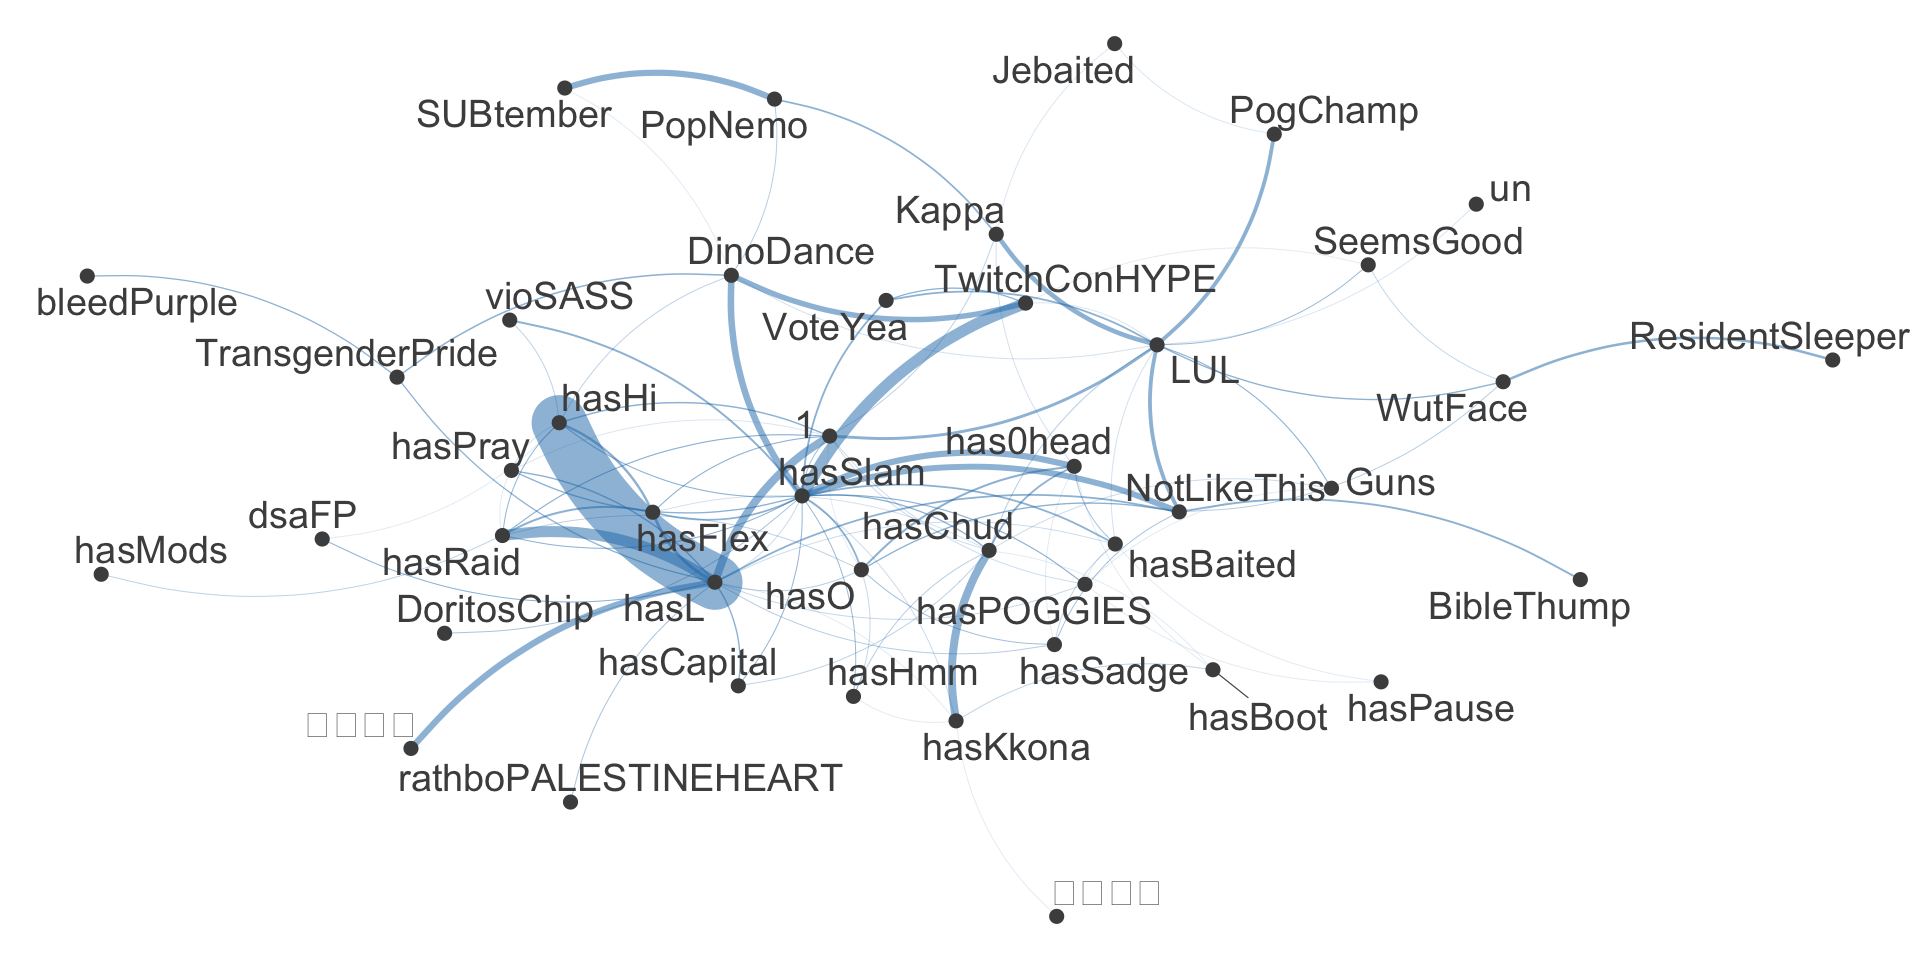 Jebaited
SUBtember
PopNemo
PogChamp
un
Kappa
SeemsGood
DinoDance
TwitchConHYPE
bleedPurple
vioSASS
VoteYea
ResidentSleeper
TransgenderPride
LUL
hasHi
WutFace
1
hasPray
has0head
hasSlam
NotLikeThis
Guns
dsaFP
hasChud
hasFlex
hasMods
hasRaid
hasBaited
DoritosChip
hasL
hasO
hasPOGGIES
BibleThump
hasCapital
hasHmm
hasSadge
hasBoot
hasPause
hasKkona
rathboPALESTINEHEART